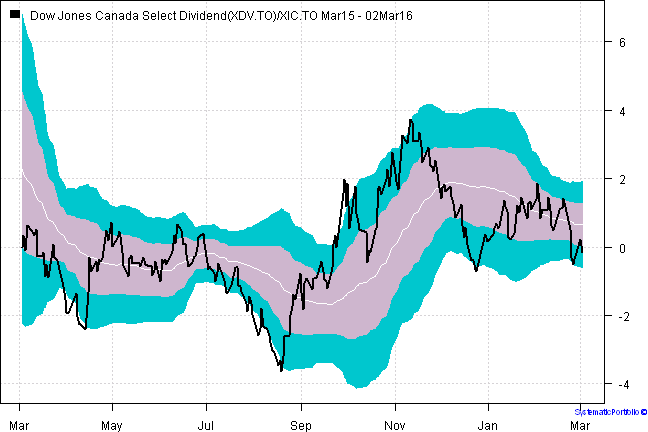 Dow Jones Canada Select Dividend(XDV.TO)/XIC.TO Mar15 - 02Mar16
6
4
2
0
-2
-4
SystematicPortfolio ©
Mar May Jul Sep Nov Jan Mar